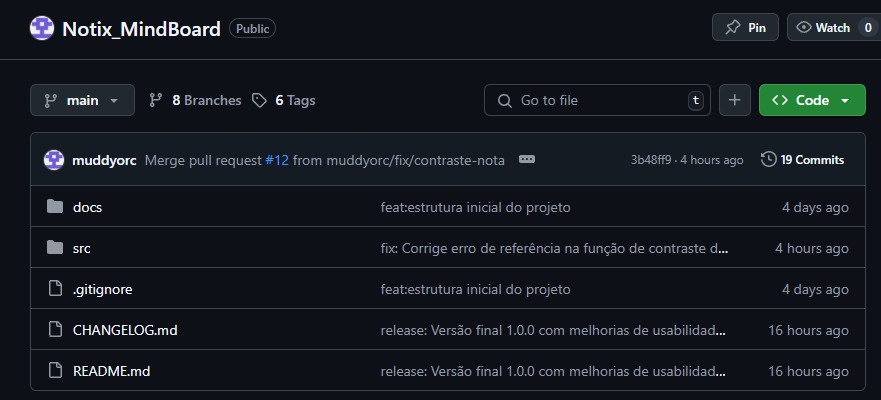 Notix_MindBoard Public Pin Watch 0
main 8 Branches 6 Tags Go to file t Code
muddyorc Merge pull request #12 from muddyorc/fix/contraste-nota 3b48ff9 · 4 hours ago 19 Commits
docs feat:estrutura inicial do projeto 4 days ago
src fix: Corrige erro de referência na função de contraste d... 4 hours ago
.gitignore feat:estrutura inicial do projeto 4 days ago
CHANGELOG.md release: Versão final 1.0.0 com melhorias de usabilidad... 16 hours ago
README.md release: Versão final 1.0.0 com melhorias de usabilidad... 16 hours ago